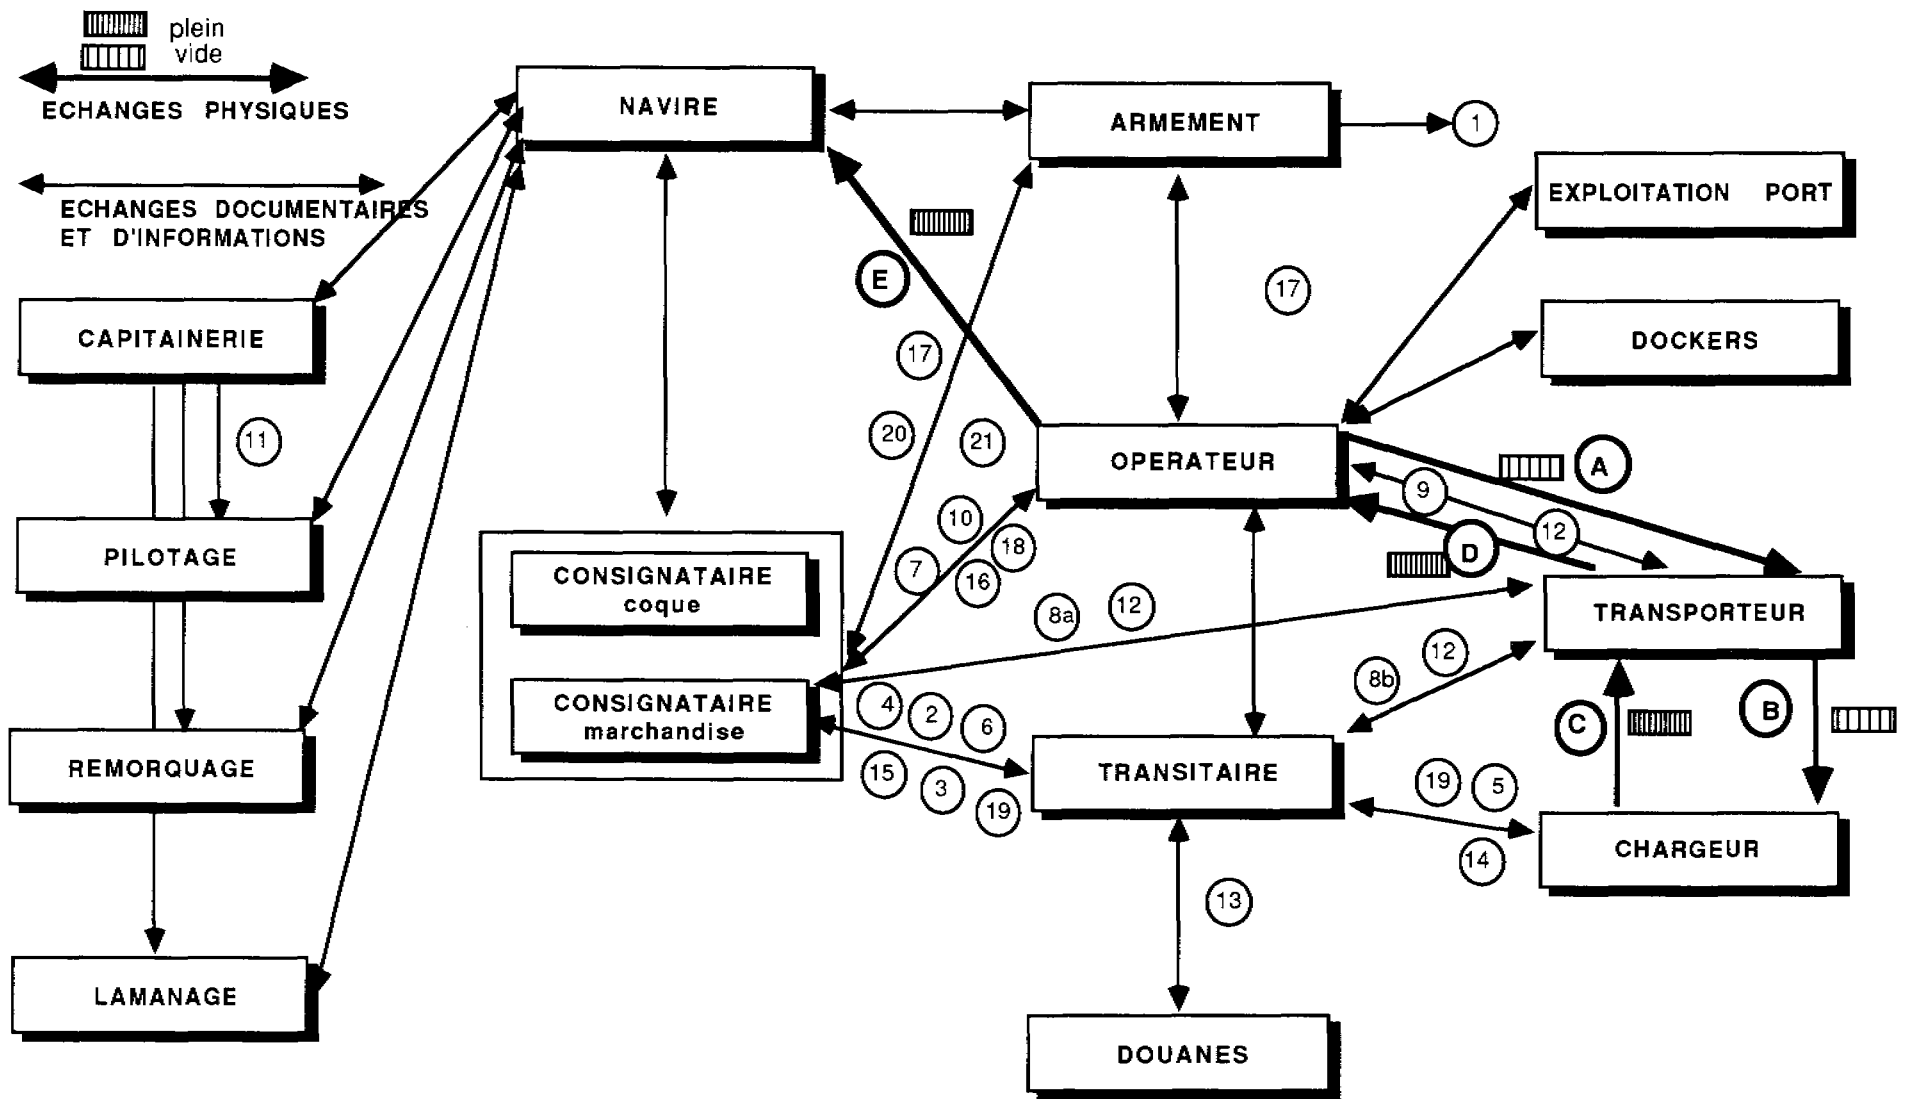 plein
vide
ECHANGES PHYSIQUES
ECHANGES DOCUMENTAIRES
ET D'INFORMATIONS
NAVIRE
ARMEMENT
1
EXPLOITATION PORT
E
17
CAPITAINERIE
DOCKERS
17
11
20
21
OPERATEUR
A
9
10
12
PILOTAGE
18
D
7
16
CONSIGNATAIRE
coque
8a
12
TRANSPORTEUR
12
8b
CONSIGNATAIRE
marchandise
4
2
6
C
B
REMORQUAGE
15
3
19
TRANSITAIRE
19
5
CHARGEUR
14
13
LAMANAGE
DOUANES